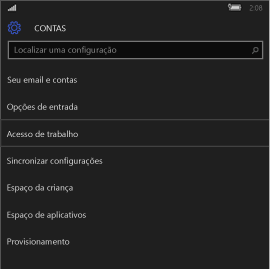 2:08
CONTAS
Localizar uma configuração
Seu email e contas
Opções de entrada
Acesso de trabalho
Sincronizar configurações
Espaço da criança
Espaço de aplicativos
Provisionamento